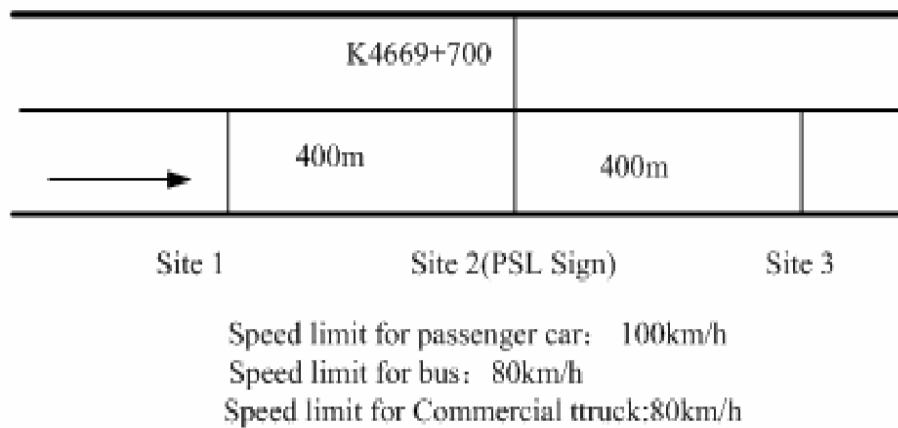 K4669+700
400m
400m
Site 1
Site 2(PSL Sign)
Site 3
Speed limit for passenger car： 100km/h
Speed limit for bus：80km/h
Speed limit for Commercial ttruck:80km/h